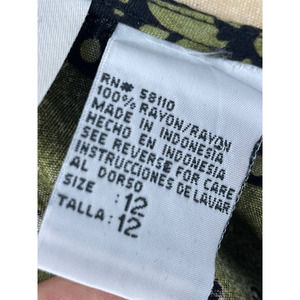 RN# 58110
100% RAYON/RAYON
MADE IN INDONESIA
HECHO EN INDONESIA
SEE REVERSE FOR CARE
INSTRUCCIONES DE LAVAR
AL DORSO
SIZE : 12
TALLA: 12